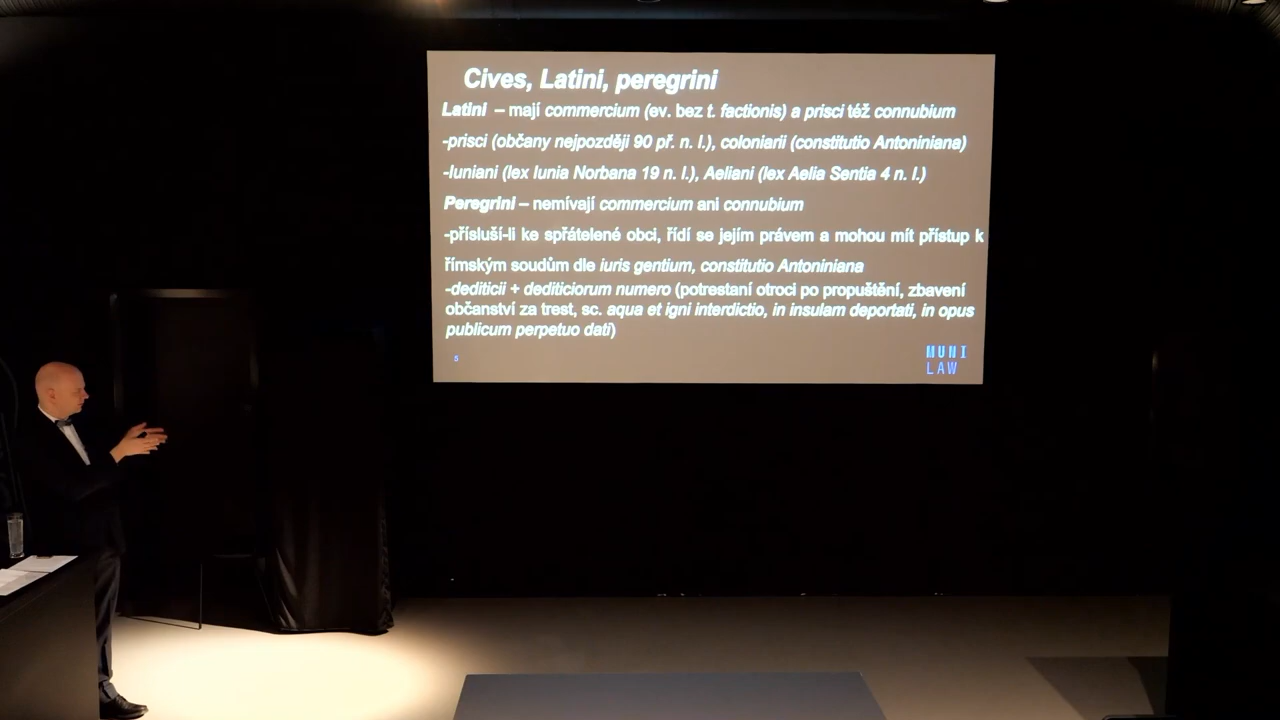 Cives, Latini, peregrini
Latini – mají commercium (ev. bez t. factionis) a prisci též connubium
-prisci (občany nejpozději 90 př. n. l.), coloniarii (constitutio Antoniniana)
-Iuniani (lex Iunia Norbana 19 n. l.), Aeliani (lex Aelia Sentia 4 n. l.)
Peregrini – nemívají commercium ani connubium
-přísluší-li ke spřátelené obci, řídí se jejím právem a mohou mít přístup k
římským soudům dle iuris gentium, constitutio Antoniniana
-dediticii + dediticiorum numero (potrestaní otroci po propuštění, zbavení
občanství za trest, sc. aqua et igni interdictio, in insulam deportati, in opus
publicum perpetuo dati)
5
MUNI
LAW